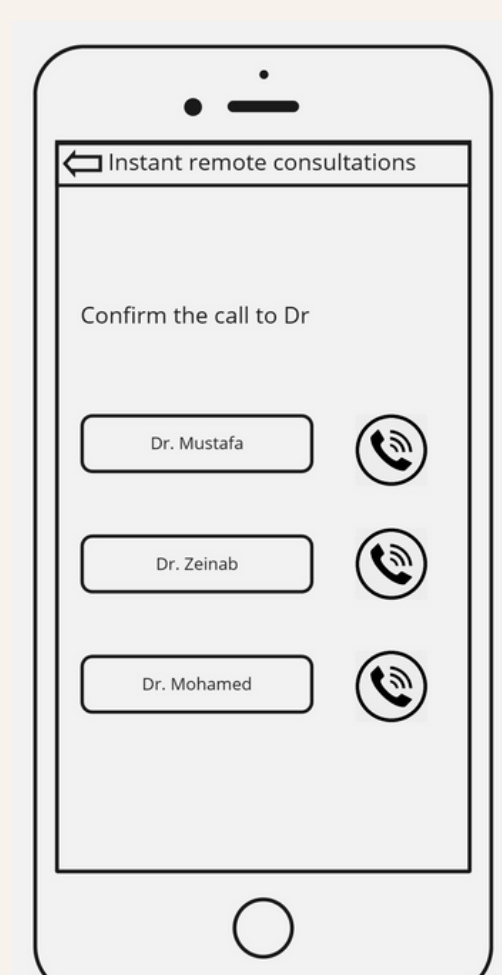 Instant remote consultations
Confirm the call to Dr
Dr. Mustafa
Dr. Zeinab
Dr. Mohamed